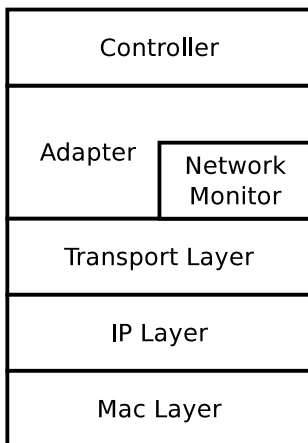 Controller
Adapter
Network
Monitor
Transport Layer
IP Layer
Mac Layer